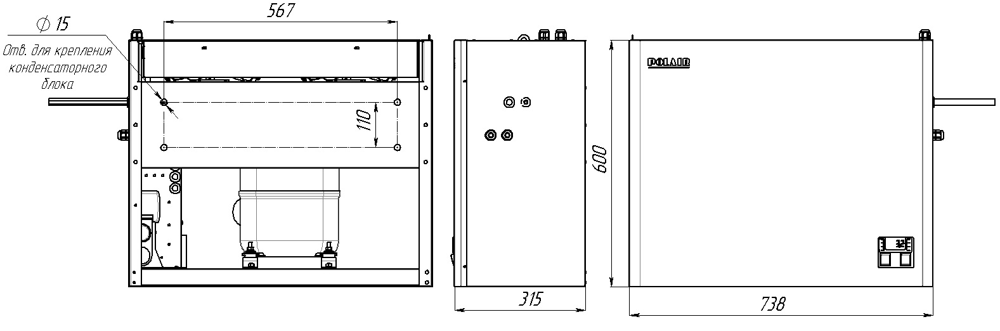 567
⌀ 15
Отв. для крепления
конденсаторного
блока
110
POLAIR
600
315
738